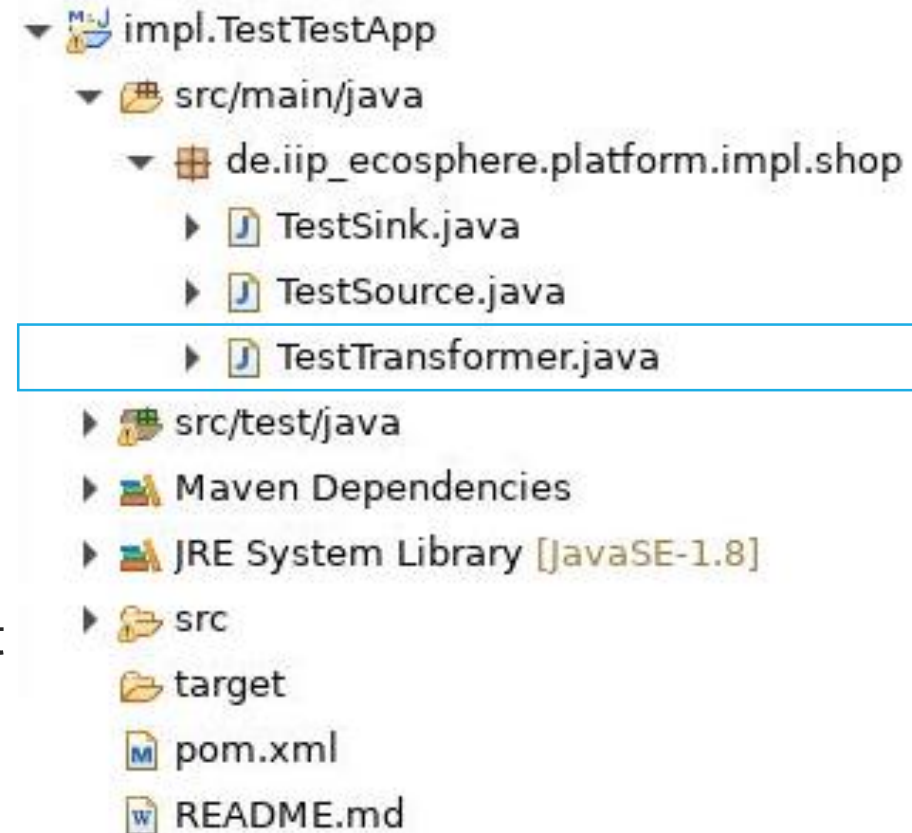 impl.TestTestApp
src/main/java
de.iip_ecosphere.platform.impl.shop
TestSink.java
TestSource.java
TestTransformer.java
src/test/java
Maven Dependencies
JRE System Library [JavaSE-1.8]
src
target
pom.xml
README.md